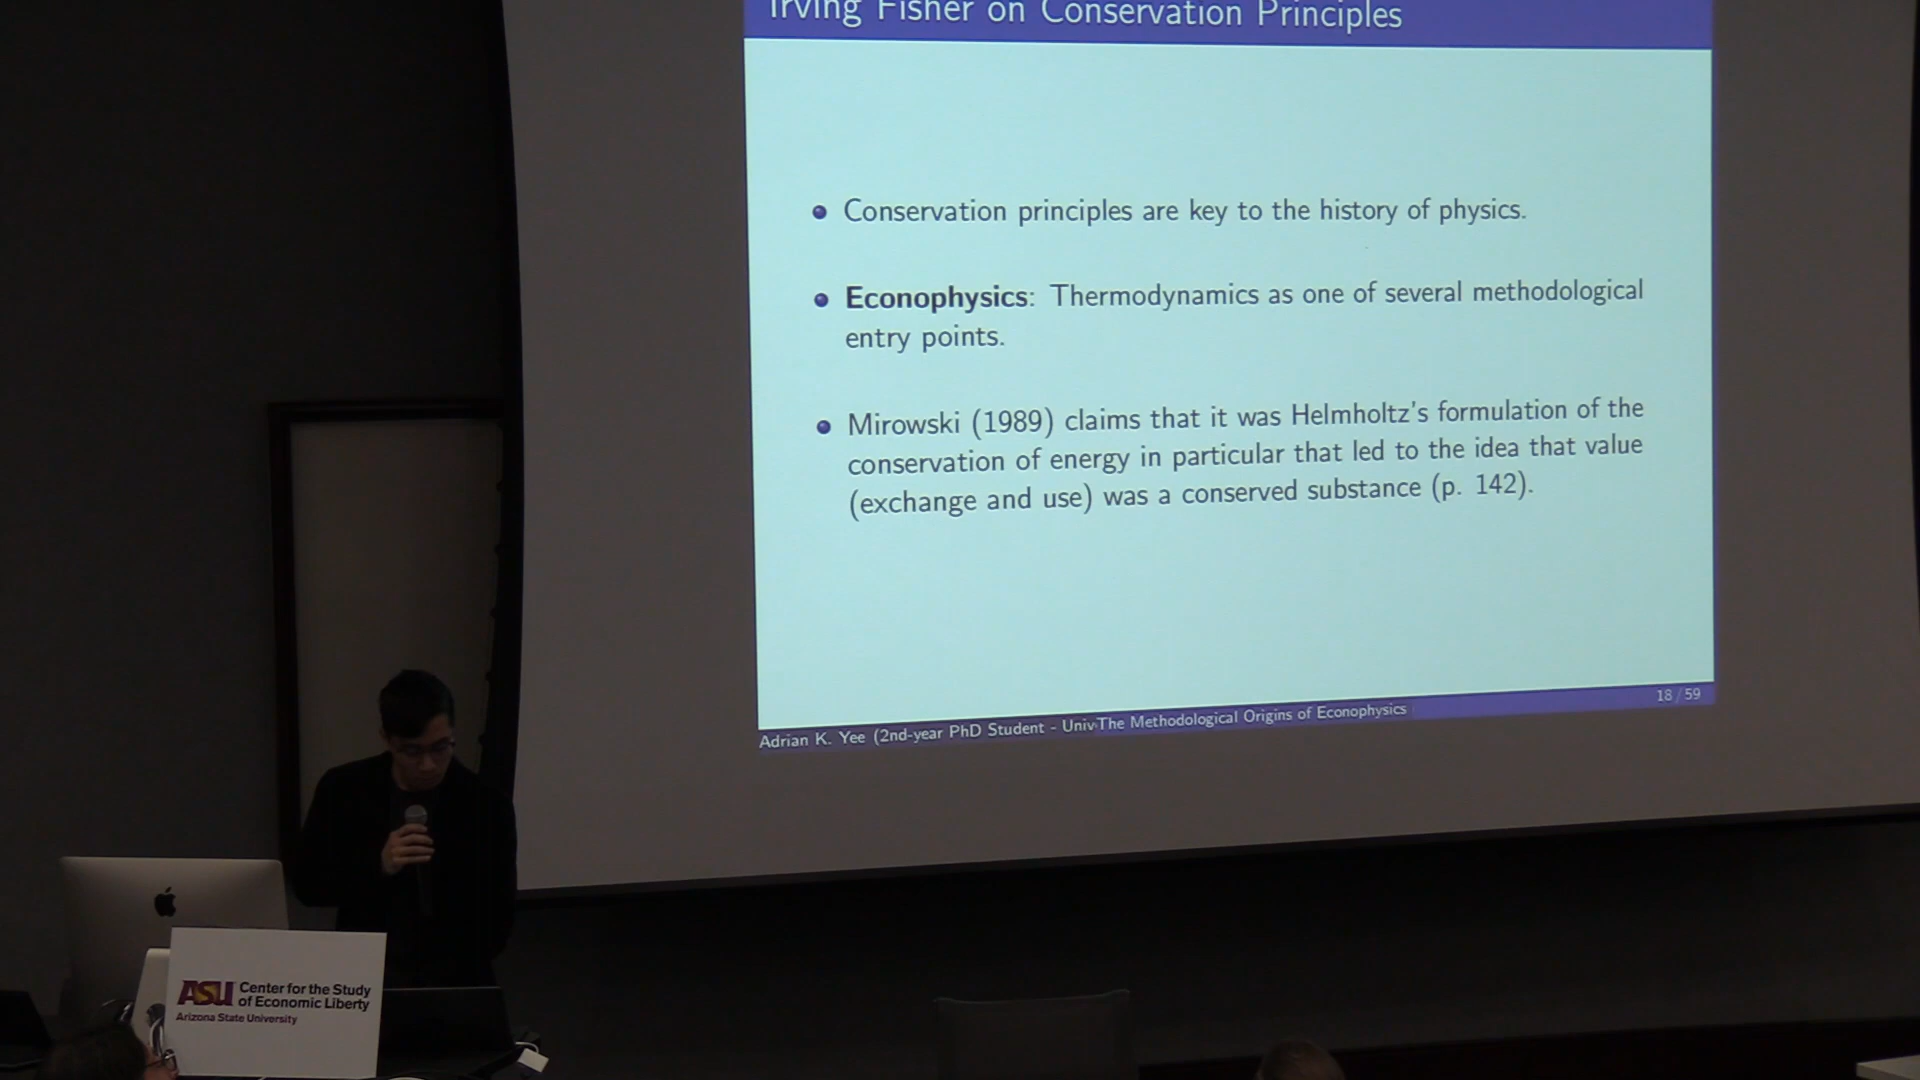 Irving Fisher on Conservation Principles
Conservation principles are key to the history of physics.
Econophysics: Thermodynamics as one of several methodological
entry points.
Mirowski (1989) claims that it was Helmholtz's formulation of the
conservation of energy in particular that led to the idea that value
(exchange and use) was a conserved substance (p. 142).
Adrian K. Yee (2nd-year PhD Student - Univ The Methodological Origins of Econophysics
18 / 59
ASU Center for the Study
of Economic Liberty
Arizona State University